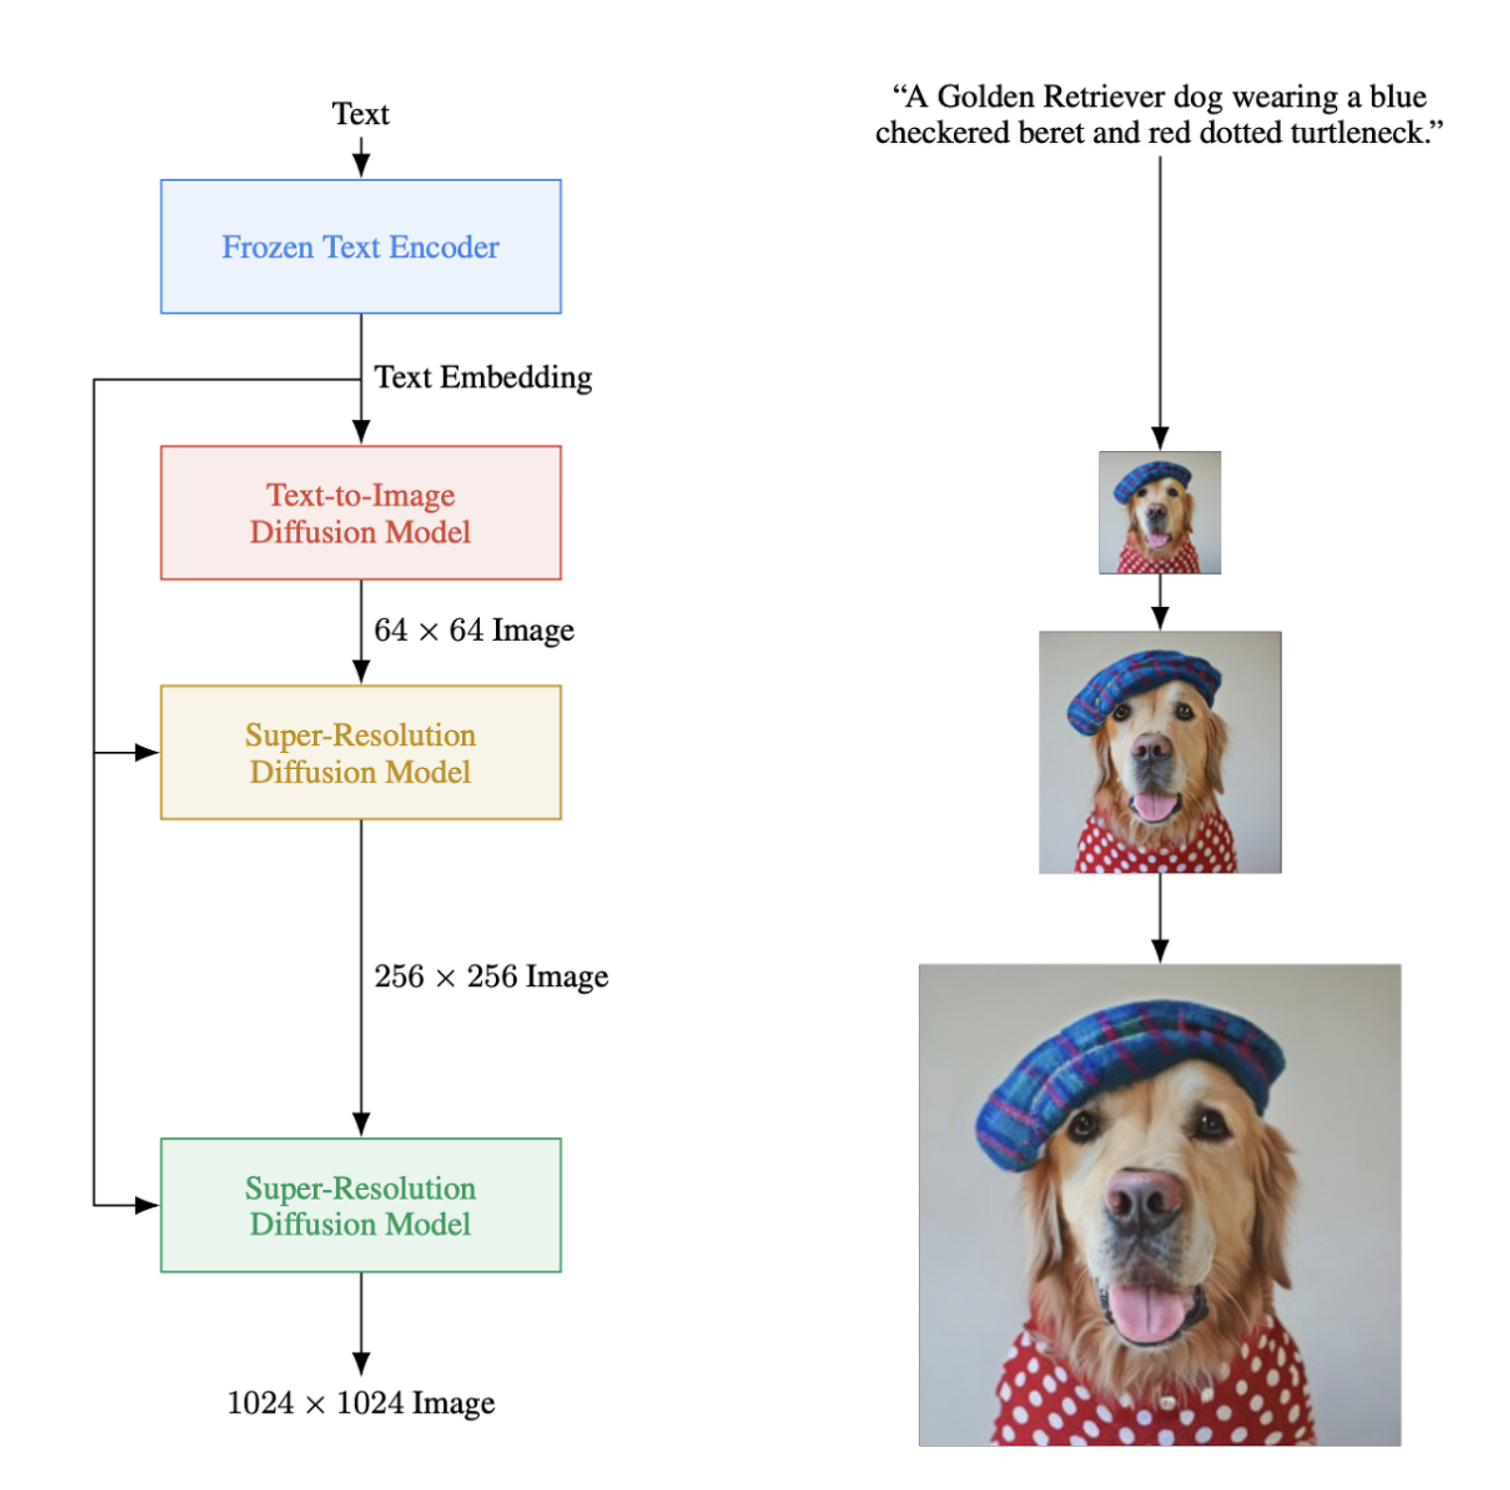 Text
Frozen Text Encoder
Text Embedding
Text-to-Image
Diffusion Model
64 × 64 Image
Super-Resolution
Diffusion Model
256 × 256 Image
Super-Resolution
Diffusion Model
1024 × 1024 Image
“A Golden Retriever dog wearing a blue
checkered beret and red dotted turtleneck.”